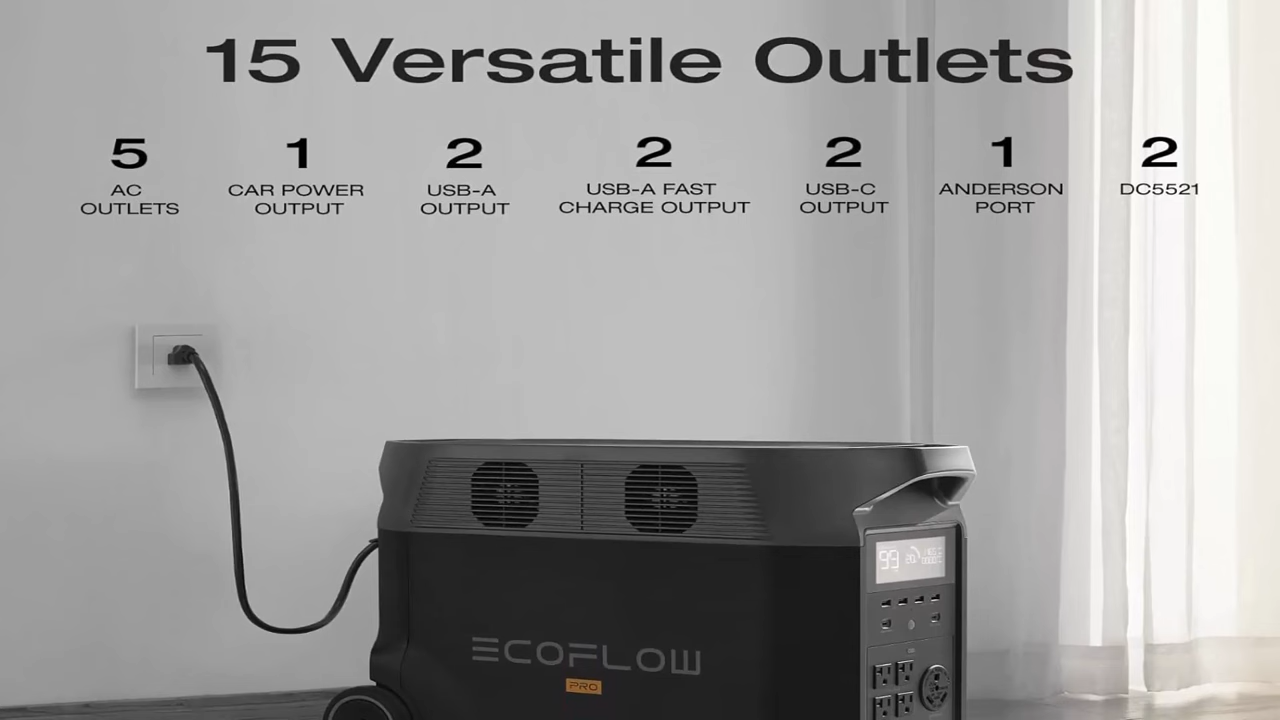 15 Versatile Outlets
5
AC
OUTLETS
1
CAR POWER
OUTPUT
2
USB-A
OUTPUT
2
USB-A FAST
CHARGE OUTPUT
2
USB-C
OUTPUT
1
ANDERSON
PORT
2
DC5521
99
ECOFLOW
PRO